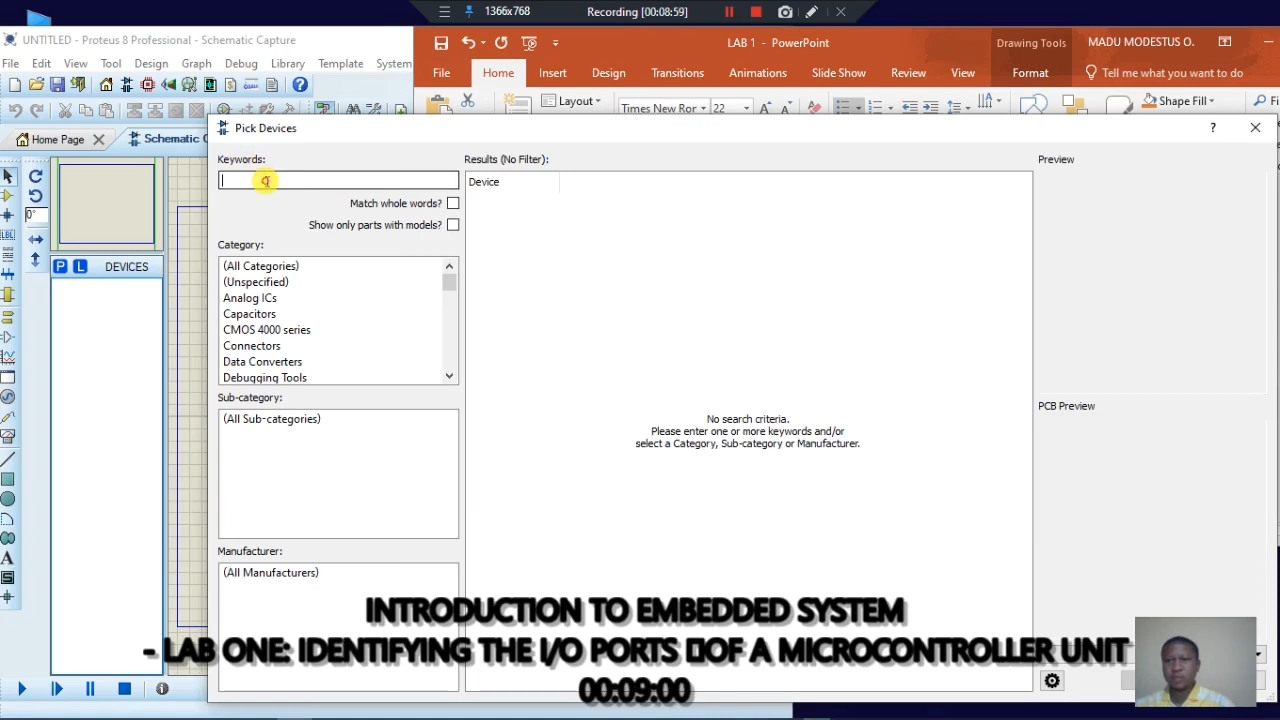 1366x768
Recording [00:08:59]
UNTITLED - Proteus 8 Professional - Schematic Capture
File Edit View Tool Design Graph Debug Library Template System
LAB 1 - PowerPoint
Drawing Tools
MADU MODESTUS O.
File Home Insert Design Transitions Animations Slide Show Review View Format Tell me what you want to do
Layout
Times New Ror 22
Shape Fill
Fi
Home Page
Schematic C
Pick Devices
?
Keywords:
Match whole words?
Show only parts with models?
Category:
(All Categories)
(Unspecified)
Analog ICs
Capacitors
CMOS 4000 series
Connectors
Data Converters
Debugging Tools
Sub-category:
(All Sub-categories)
Manufacturer:
(All Manufacturers)
Results (No Filter):
Device
No search criteria.
Please enter one or more keywords and/or
select a Category, Sub-category or Manufacturer.
Preview
PCB Preview
0°
LBL
P L DEVICES
A
INTRODUCTION TO EMBEDDED SYSTEM
- LAB ONE: IDENTIFYING THE I/O PORTS OF A MICROCONTROLLER UNIT
00:09:00